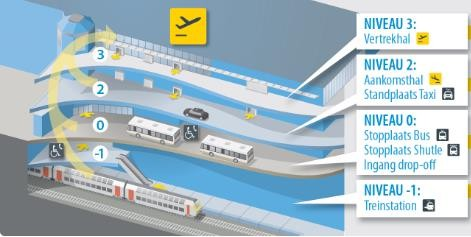 3
2
0
-1
NIVEAU 3:
Vertrekhal
NIVEAU 2:
Aankomsthal
Standplaats Taxi
NIVEAU 0:
Stopplaats Bus
Stopplaats Shutle
Ingang drop-off
NIVEAU -1:
Treinstation